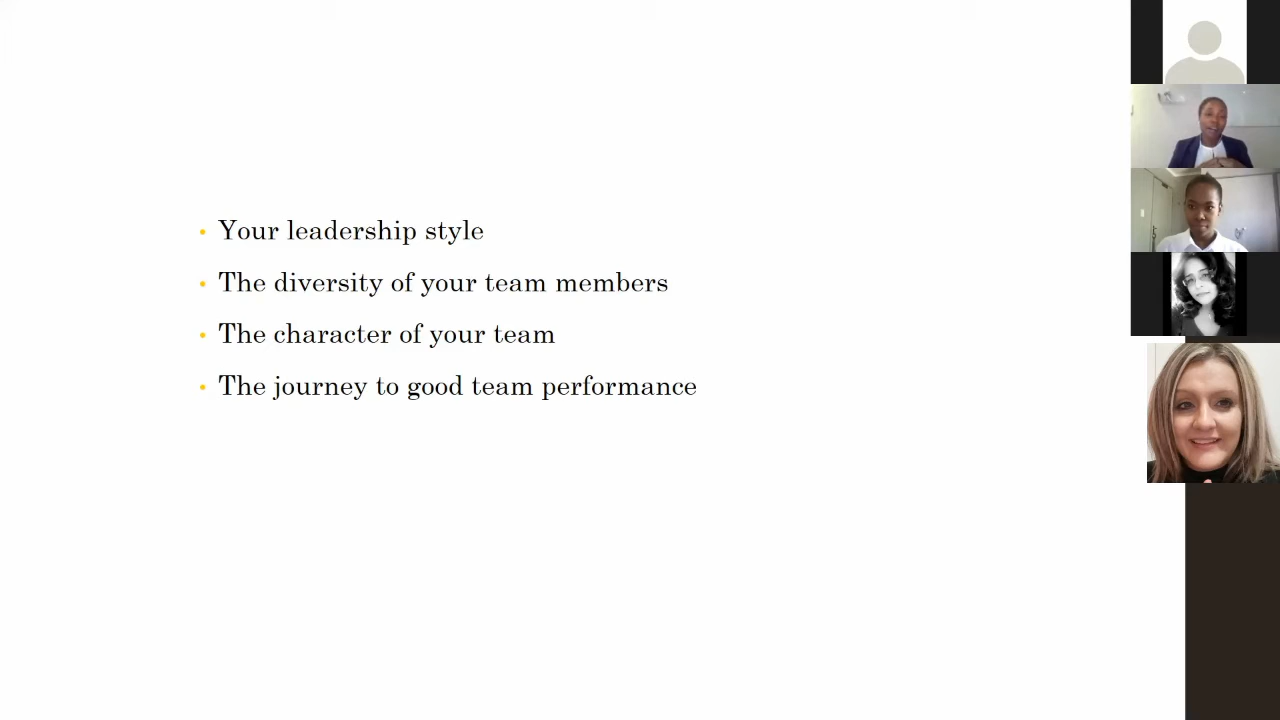 • Your leadership style
• The diversity of your team members
• The character of your team
• The journey to good team performance